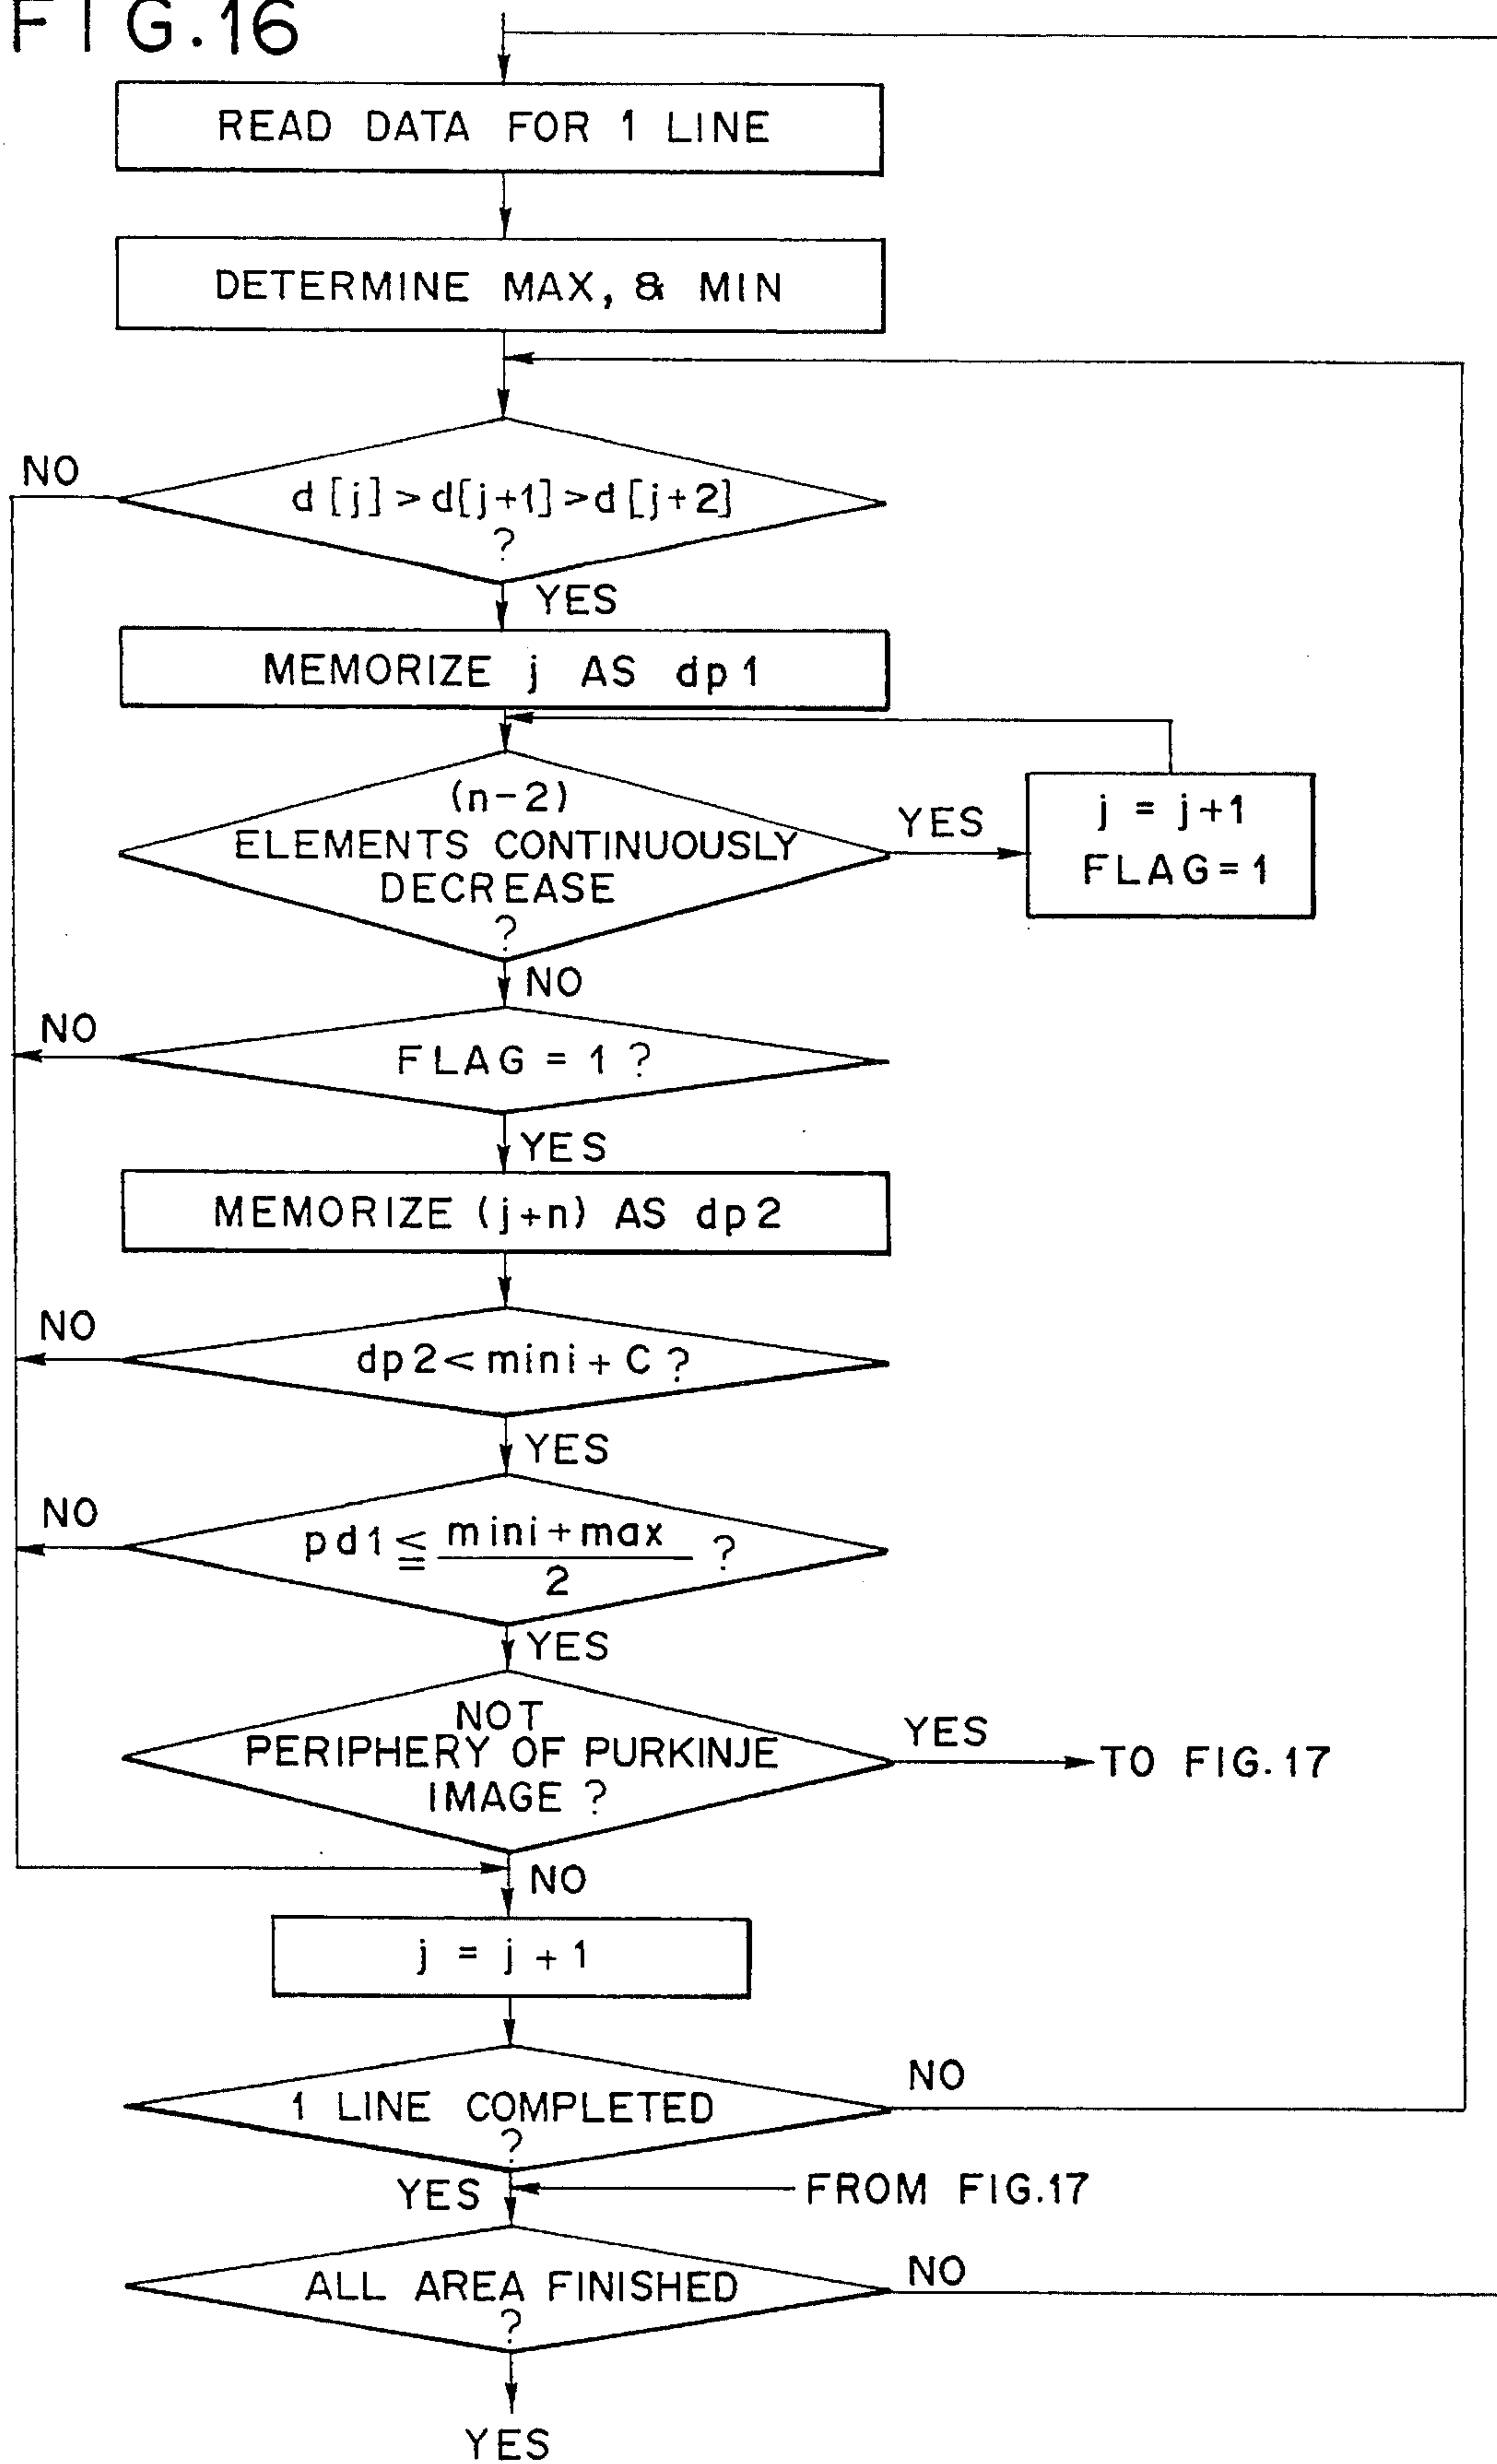 FIG.16
READ DATA FOR 1 LINE
DETERMINE MAX, & MIN
NO
d[j]>d[j+1]>d[j+2]
?
YES
MEMORIZE j AS dp1
(n-2)
ELEMENTS CONTINUOUSLY
DECREASE
?
YES
j = j+1
FLAG=1
NO
NO
FLAG = 1 ?
YES
MEMORIZE (j+n) AS dp2
NO
dp2<mini+C?
YES
NO
pd1≦mini+max/2 ?
YES
NOT
PERIPHERY OF PURKINJE
IMAGE ?
YES
TO FIG.17
NO
j = j+1
1 LINE COMPLETED
?
NO
YES
FROM FIG.17
ALL AREA FINISHED
?
NO
YES